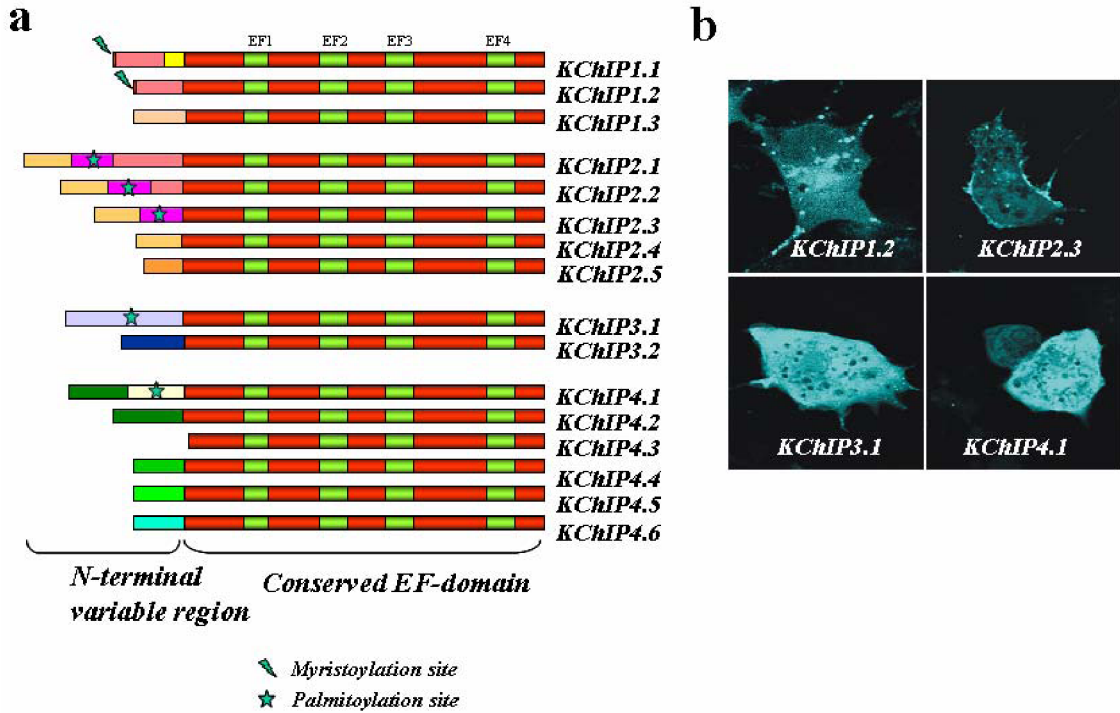 a
EF1 EF2 EF3 EF4
KChIP1.1
KChIP1.2
KChIP1.3
KChIP2.1
KChIP2.2
KChIP2.3
KChIP2.4
KChIP2.5
KChIP3.1
KChIP3.2
KChIP4.1
KChIP4.2
KChIP4.3
KChIP4.4
KChIP4.5
KChIP4.6
N-terminal
variable region
Conserved EF-domain
Myristoylation site
Palmitoylation site
b
KChIP1.2
KChIP2.3
KChIP3.1
KChIP4.1